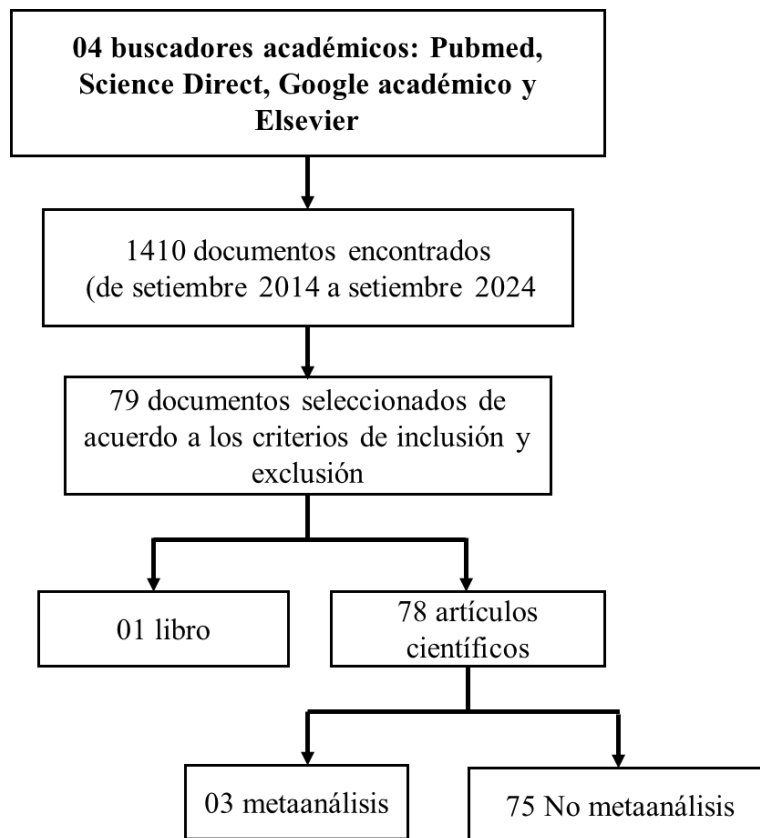 04 buscadores académicos: Pubmed,
Science Direct, Google académico y
Elsevier
1410 documentos encontrados
(de setiembre 2014 a setiembre 2024
79 documentos seleccionados de
acuerdo a los criterios de inclusión y
exclusión
01 libro
78 artículos
científicos
03 metaanálisis
75 No metaanálisis